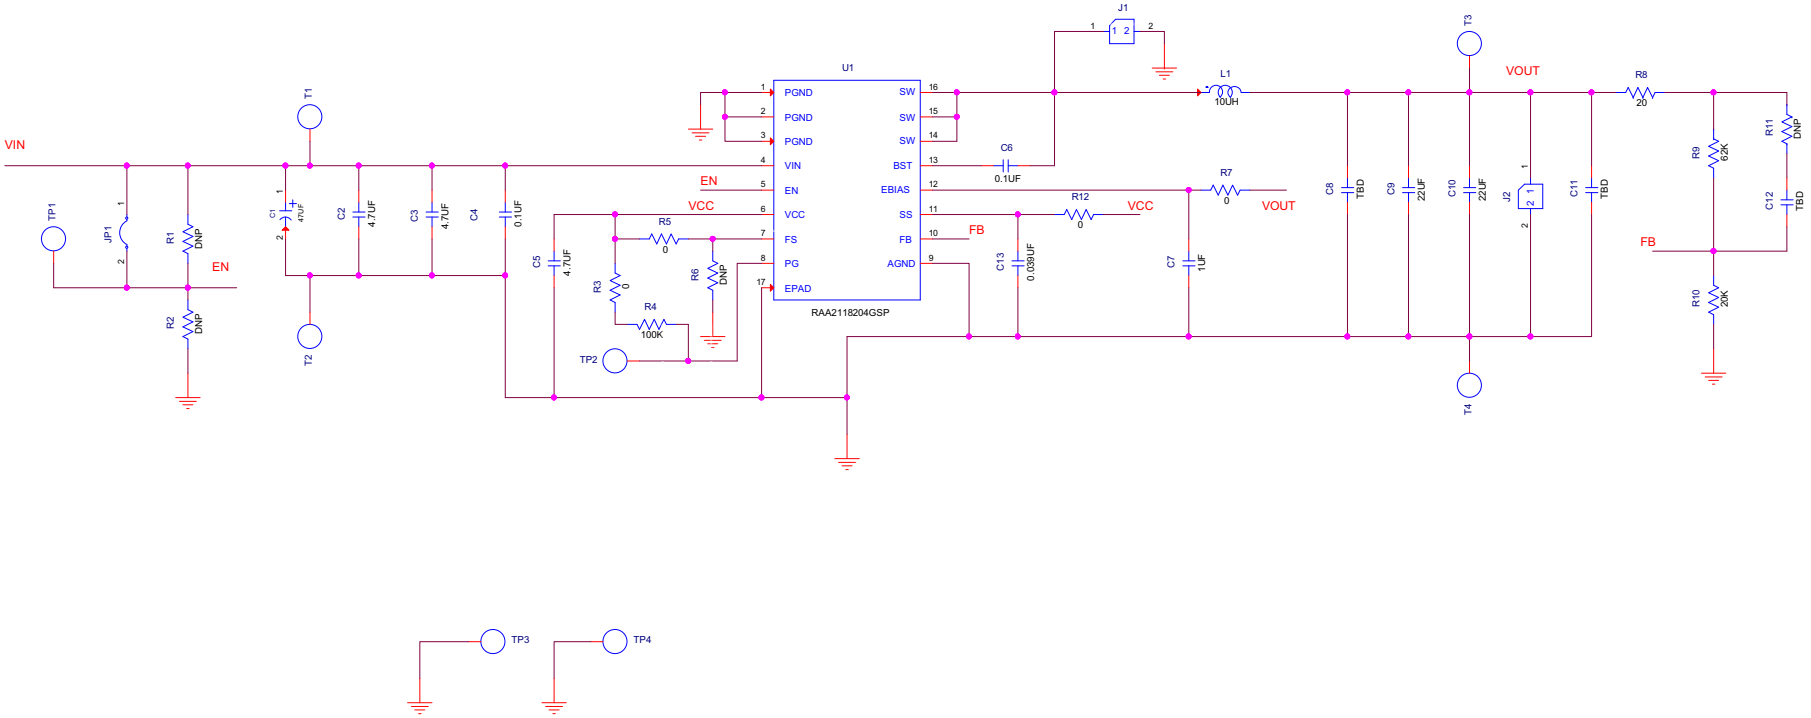 J1
1
1 2
2
T3
U1
L1
10UH
VOUT
R8
20
T1
VIN
1
2
3
4
5
6
7
8
17
PGND
PGND
PGND
VIN
EN
VCC
FS
PG
EPAD
SW
SW
SW
BST
EBIAS
SS
FB
AGND
16
15
14
13
12
11
10
9
RAA2118204GSP
EN
VCC
C6
0.1UF
R7
0
VOUT
R12
0
VCC
FB
TP1
JP1
1
2
R1
DNP
EN
R2
DNP
C1
47UF
+
1
2
C2
4.7UF
C3
4.7UF
C4
0.1UF
T2
C5
4.7UF
R5
0
R3
0
R4
100K
R6
DNP
TP2
C13
0.039UF
C7
1UF
C8
TBD
C9
22UF
C10
22UF
J2
1
1
2
2
C11
TBD
T4
R9
62K
R11
DNP
C12
TBD
FB
R10
20K
TP3
TP4